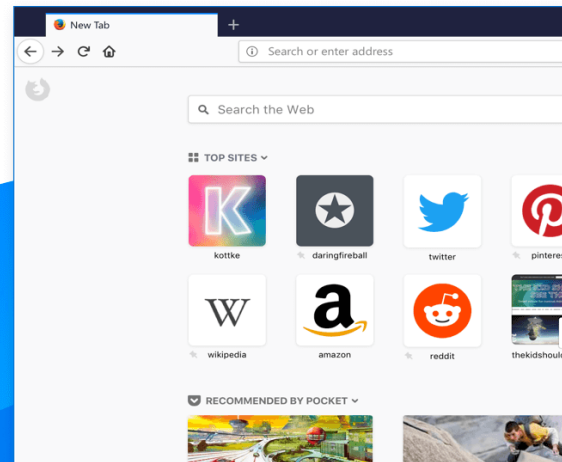 New Tab
Search or enter address
Search the Web
TOP SITES
K
kottke
daringfireball
twitter
pinteres
W
wikipedia
a
amazon
reddit
thekidshoul
RECOMMENDED BY POCKET